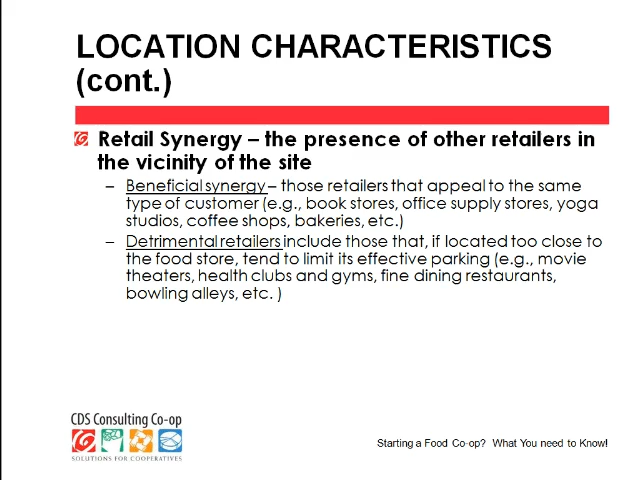 LOCATION CHARACTERISTICS
(cont.)
Retail Synergy – the presence of other retailers in
the vicinity of the site
– Beneficial synergy – those retailers that appeal to the same
type of customer (e.g., book stores, office supply stores, yoga
studios, coffee shops, bakeries, etc.)
– Detrimental retailers include those that, if located too close to
the food store, tend to limit its effective parking (e.g., movie
theaters, health clubs and gyms, fine dining restaurants,
bowling alleys, etc. )
CDS Consulting Co-op
SOLUTIONS FOR COOPERATIVES
Starting a Food Co-op? What You need to Know!